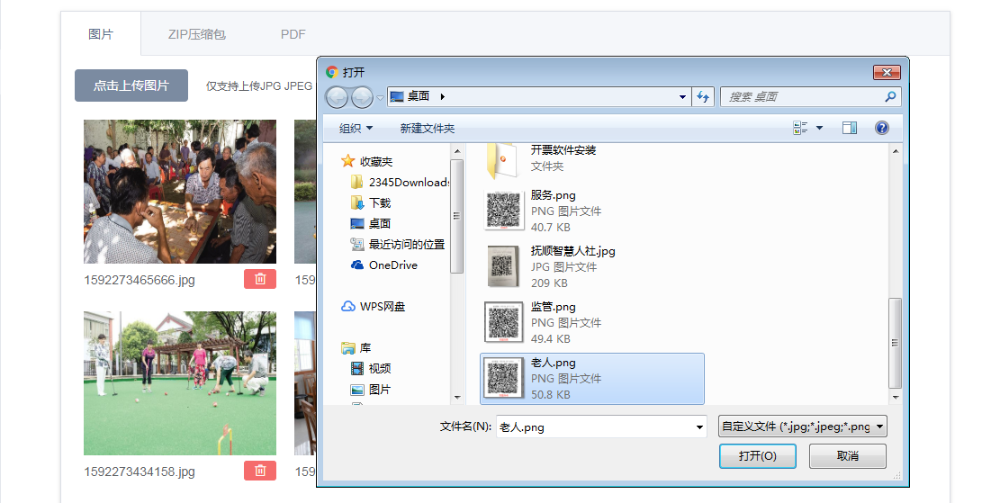 图片
ZIP压缩包
PDF
点击上传图片
仅支持上传JPG JPEG
1592273465666.jpg
159
1592273434158.jpg
159
打开
桌面
搜索 桌面
组织
新建文件夹
收藏夹
2345Downloads
下载
桌面
最近访问的位置
OneDrive
WPS网盘
库
视频
图片
开票软件安装
文件夹
服务.png
PNG 图片文件
40.7 KB
抚顺智慧人社.jpg
JPG 图片文件
209 KB
监管.png
PNG 图片文件
49.4 KB
老人.png
PNG 图片文件
50.8 KB
文件名(N):
老人.png
自定义文件 (*.jpg;*.jpeg;*.png
打开(O)
取消